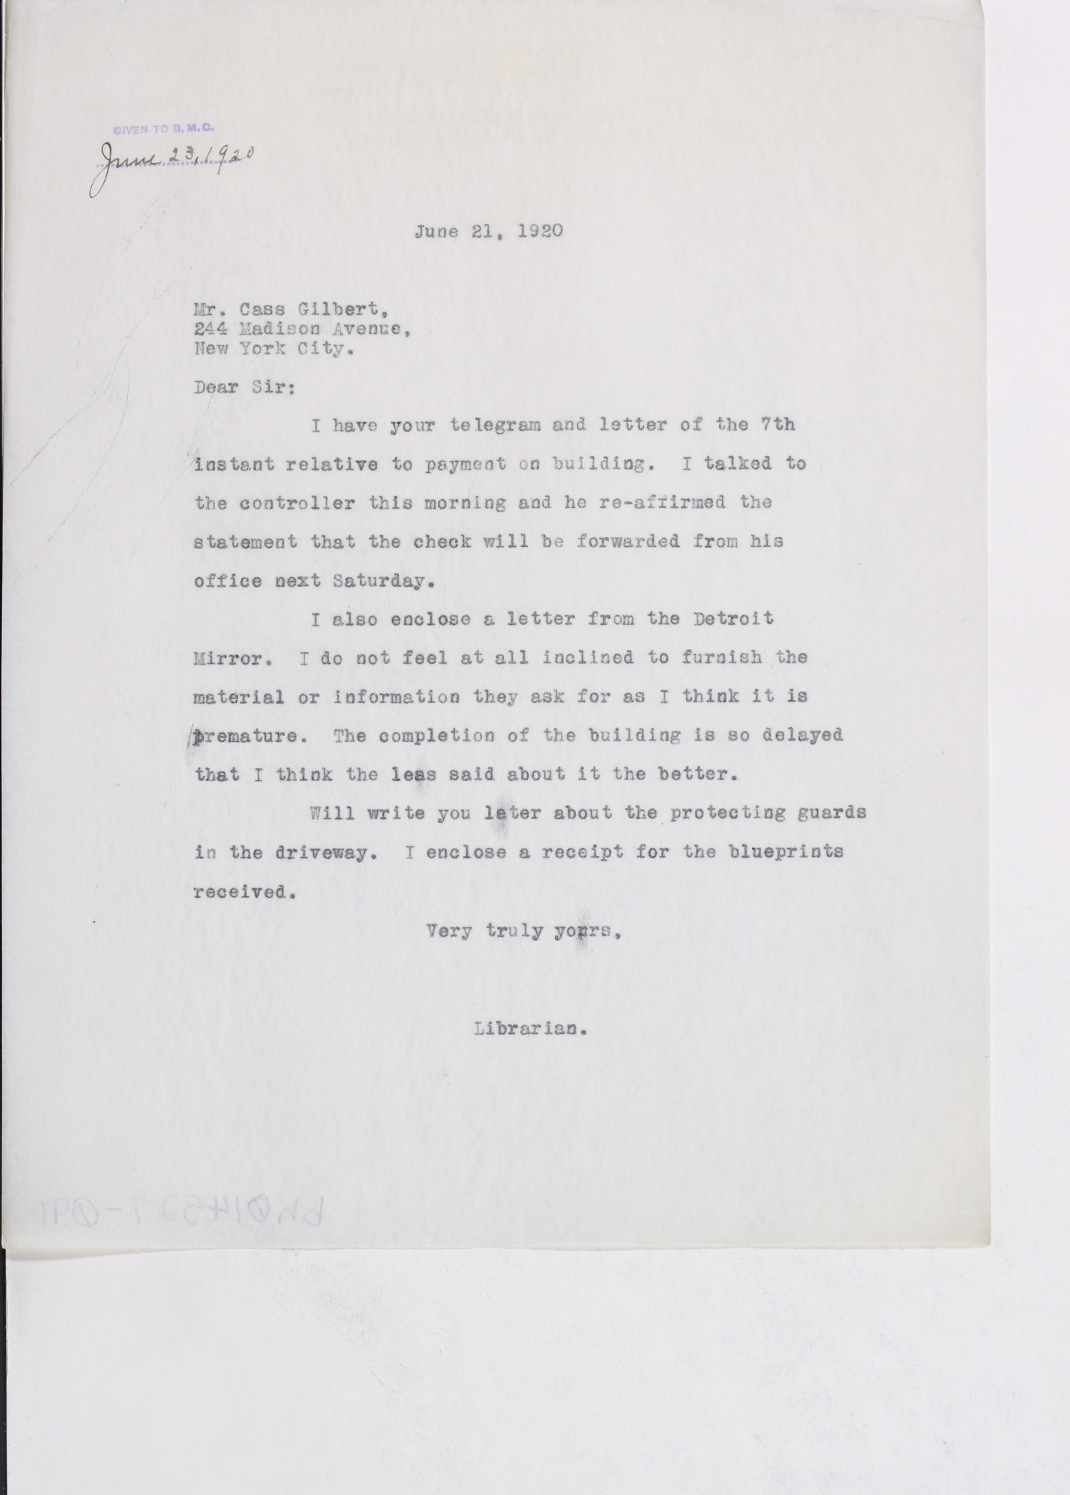 GIVEN TO B. M. C.
June 23, 1920
June 21, 1920
Mr. Cass Gilbert,
244 Madison Avenue,
New York City.
Dear Sir:
I have your telegram and letter of the 7th
instant relative to payment on building. I talked to
the controller this morning and he re-affirmed the
statement that the check will be forwarded from his
office next Saturday.
I also enclose a letter from the Detroit
Mirror. I do not feel at all inclined to furnish the
material or information they ask for as I think it is
premature. The completion of the building is so delayed
that I think the less said about it the better.
Will write you later about the protecting guards
in the driveway. I enclose a receipt for the blueprints
received.
Very truly yours,
Librarian.